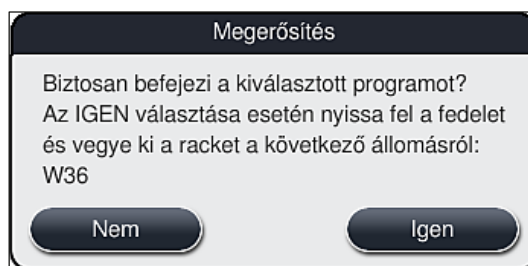 Megerősítés
Biztosan befejezi a kiválasztott programot?
Az IGEN választása esetén nyissa fel a fedelet
és vegye ki a racket a következő állomásról:
W36
Nem
Igen